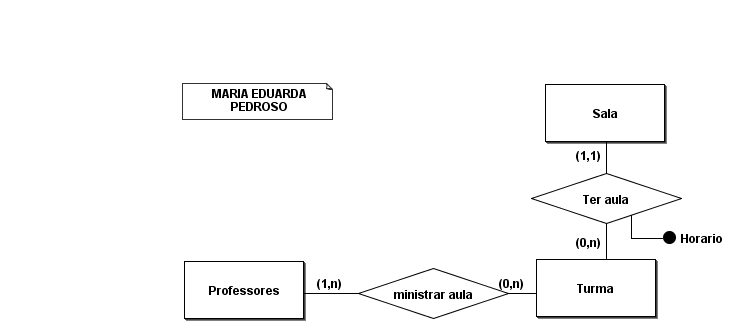 MARIA EDUARDA
PEDROSO
Sala
(1,1)
Ter aula
(0,n)
Horario
Professores
(1,n)
ministrar aula
(0,n)
Turma